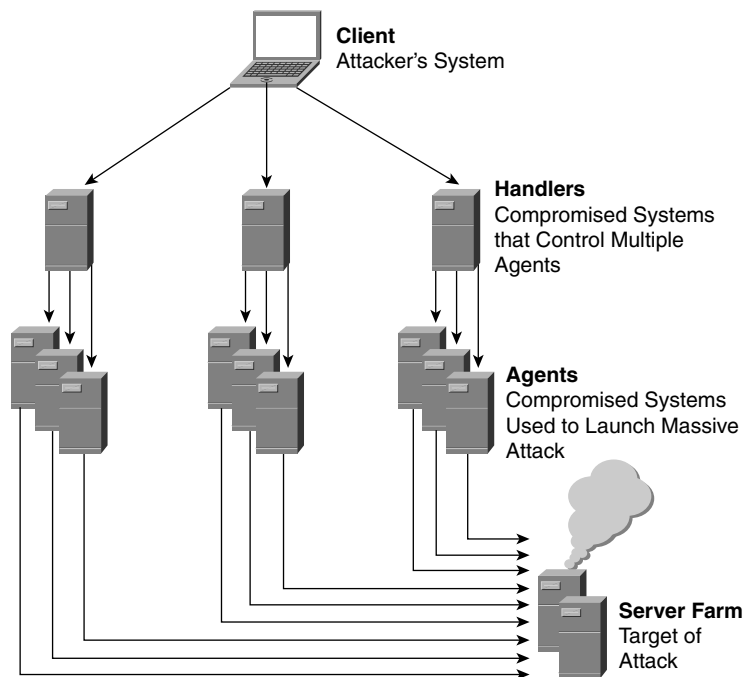 Client
Attacker's System
Handlers
Compromised Systems
that Control Multiple
Agents
Agents
Compromised Systems
Used to Launch Massive
Attack
Server Farm
Target of
Attack